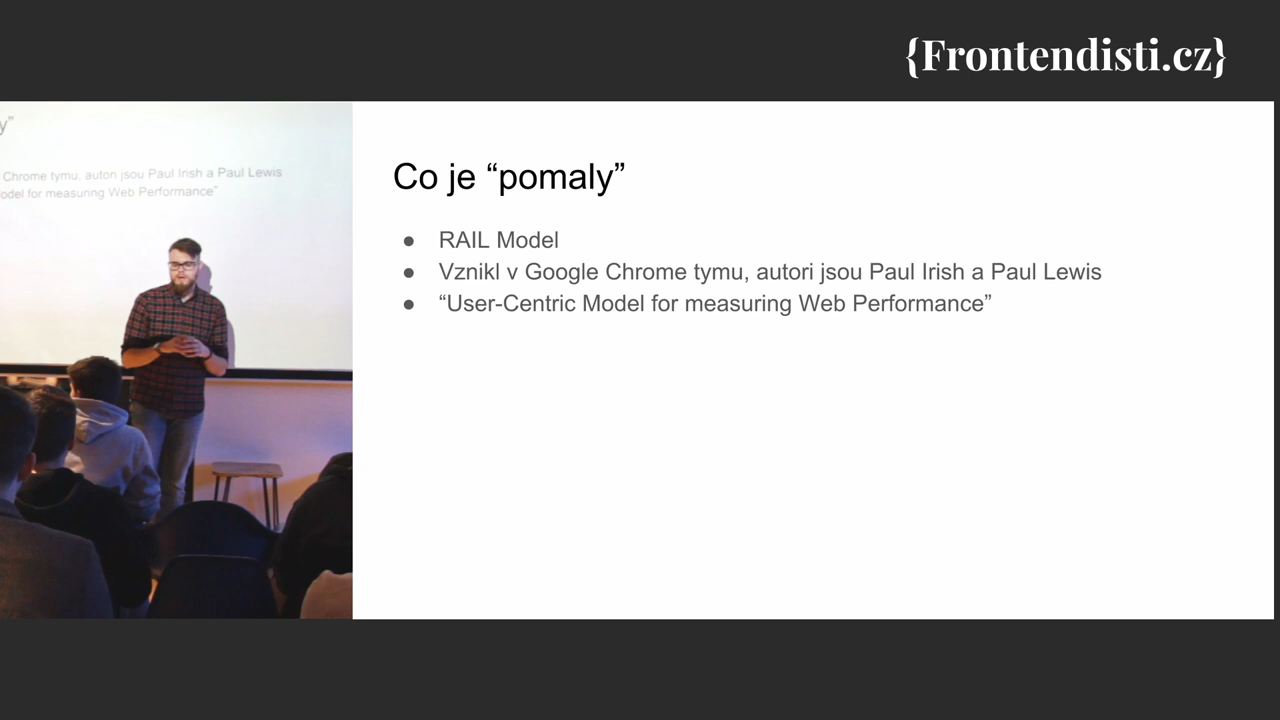 {Frontendisti.cz}
y”
Chrome tymu, autori jsou Paul Irish a Paul Lewis
odel for measuring Web Performance”
Co je “pomaly”
● RAIL Model
● Vznikl v Google Chrome tymu, autori jsou Paul Irish a Paul Lewis
● “User-Centric Model for measuring Web Performance”